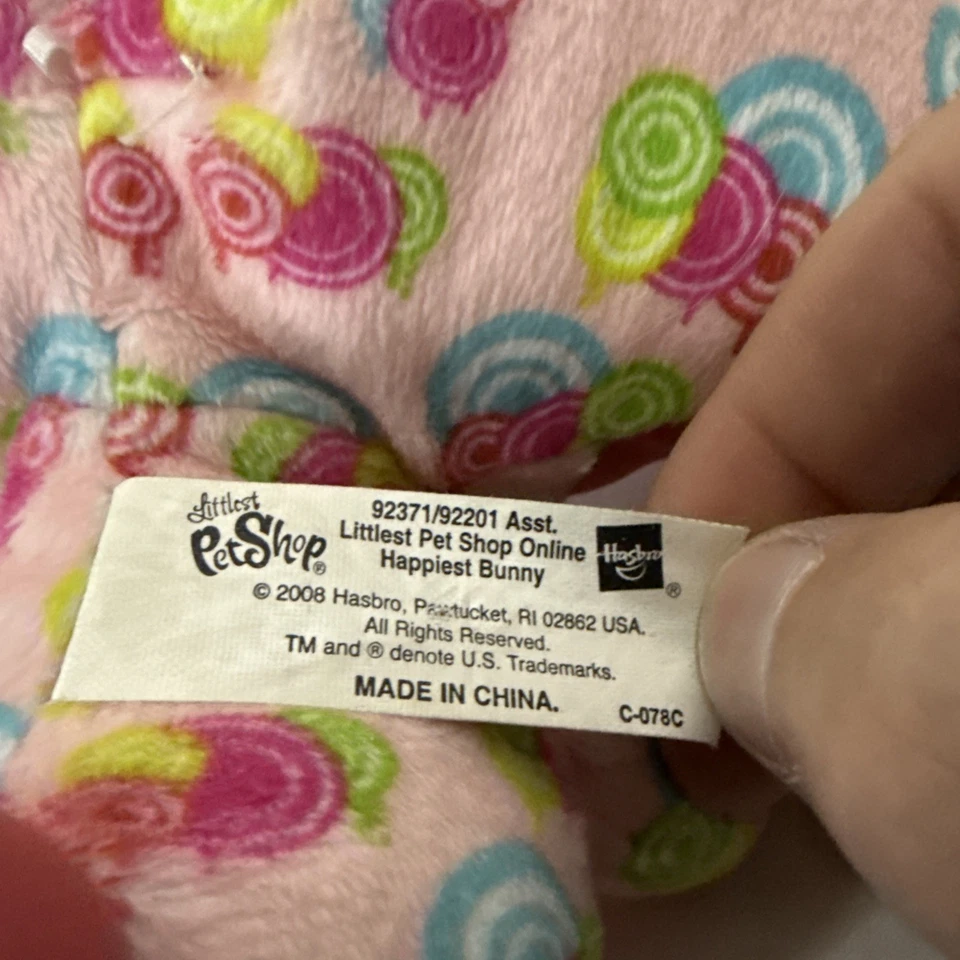 Littlest
PetShop®
92371/92201 Asst.
Littlest Pet Shop Online
Happiest Bunny
Hasbro
®
© 2008 Hasbro, Pawtucket, RI 02862 USA.
All Rights Reserved.
TM and ® denote U.S. Trademarks.
MADE IN CHINA.
C-078C